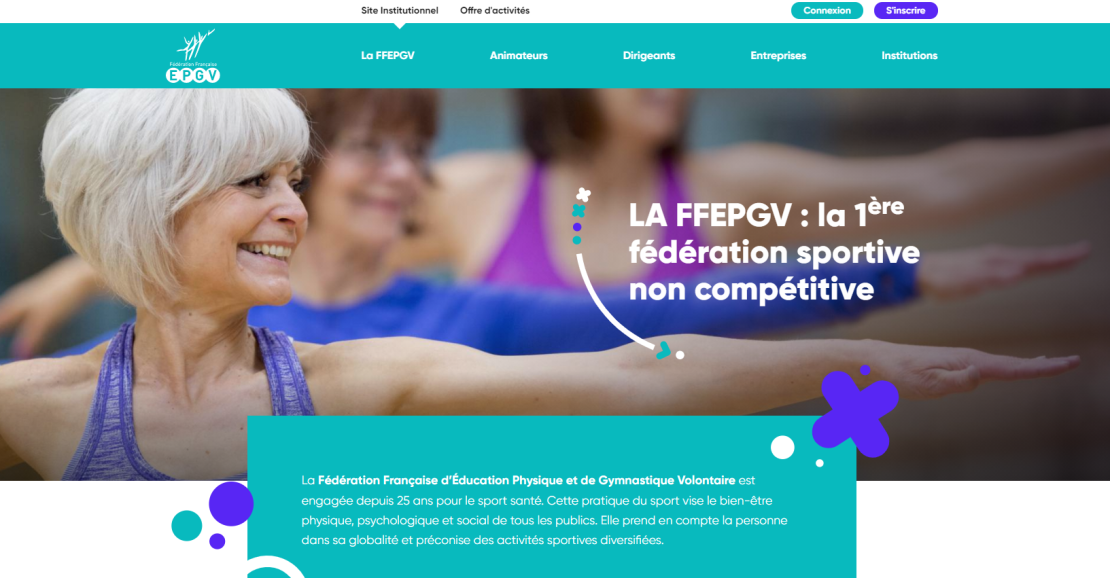 Site Institutionnel Offre d'activités Connexion S'inscrire
Fédération Française
EPGV
La FFEPGV Animateurs Dirigeants Entreprises Institutions
LA FFEPGV : la 1ère
fédération sportive
non compétitive
La Fédération Française d'Éducation Physique et de Gymnastique Volontaire est
engagée depuis 25 ans pour le sport santé. Cette pratique du sport vise le bien-être
physique, psychologique et social de tous les publics. Elle prend en compte la personne
dans sa globalité et préconise des activités sportives diversifiées.